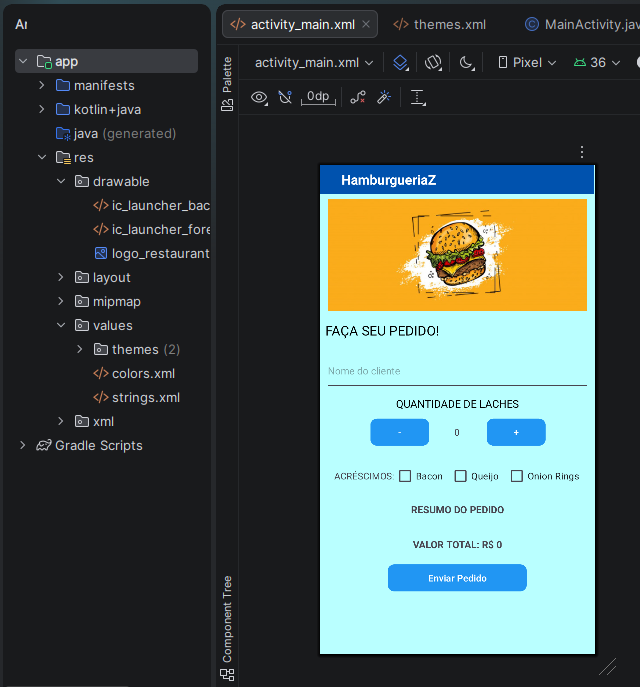 activity_main.xml
themes.xml
MainActivity.jav
app
manifests
kotlin+java
java (generated)
res
drawable
ic_launcher_bac
ic_launcher_fore
logo_restaurant
layout
mipmap
values
themes (2)
colors.xml
strings.xml
xml
Gradle Scripts
Palette
Component Tree
activity_main.xml
Pixel
36
0dp
HamburgueriaZ
FAÇA SEU PEDIDO!
Nome do cliente
QUANTIDADE DE LACHES
- 0 +
ACRÉSCIMOS: Bacon Queijo Onion Rings
RESUMO DO PEDIDO
VALOR TOTAL: R$ 0
Enviar Pedido